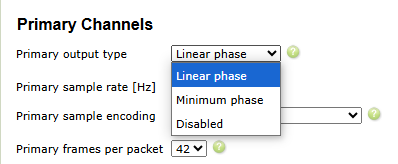 Primary Channels
Primary output type Linear phase ?
Linear phase
Primary sample rate [Hz]
Minimum phase
Primary sample encoding ?
Disabled
Primary frames per packet 42 ?